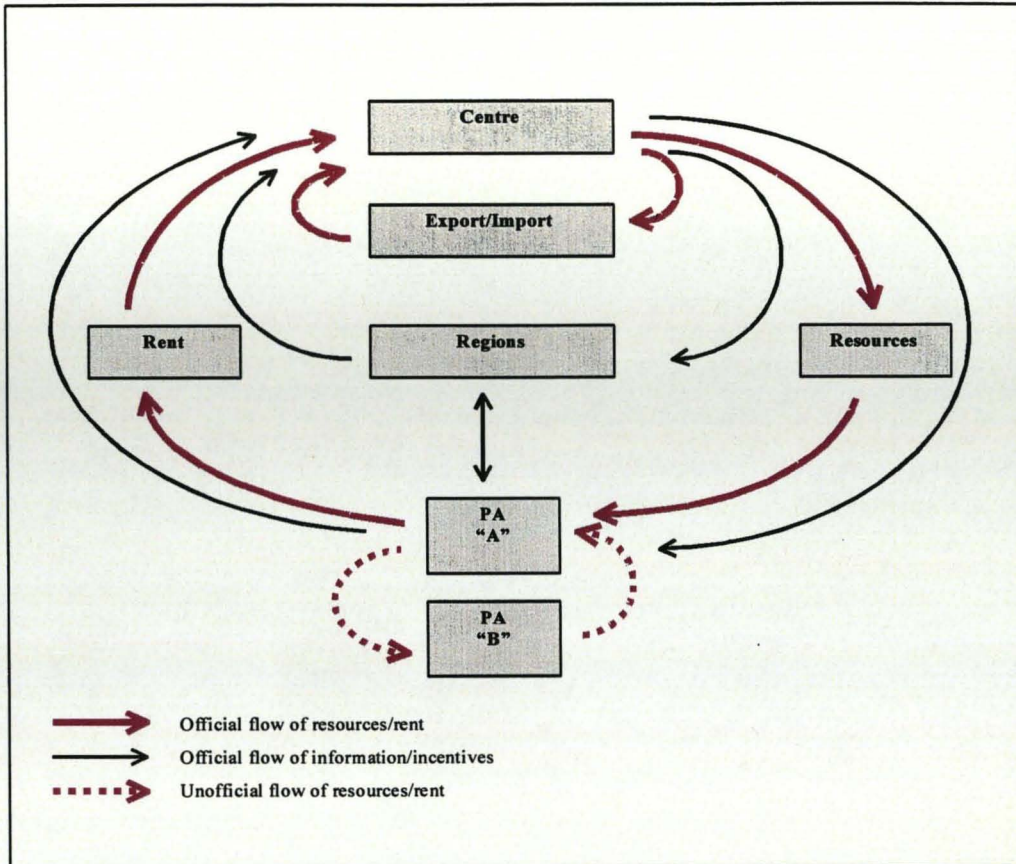 Centre
Export/Import
Rent
Regions
Resources
PA
“A”
PA
“B”
Official flow of resources/rent
Official flow of information/incentives
Unofficial flow of resources/rent